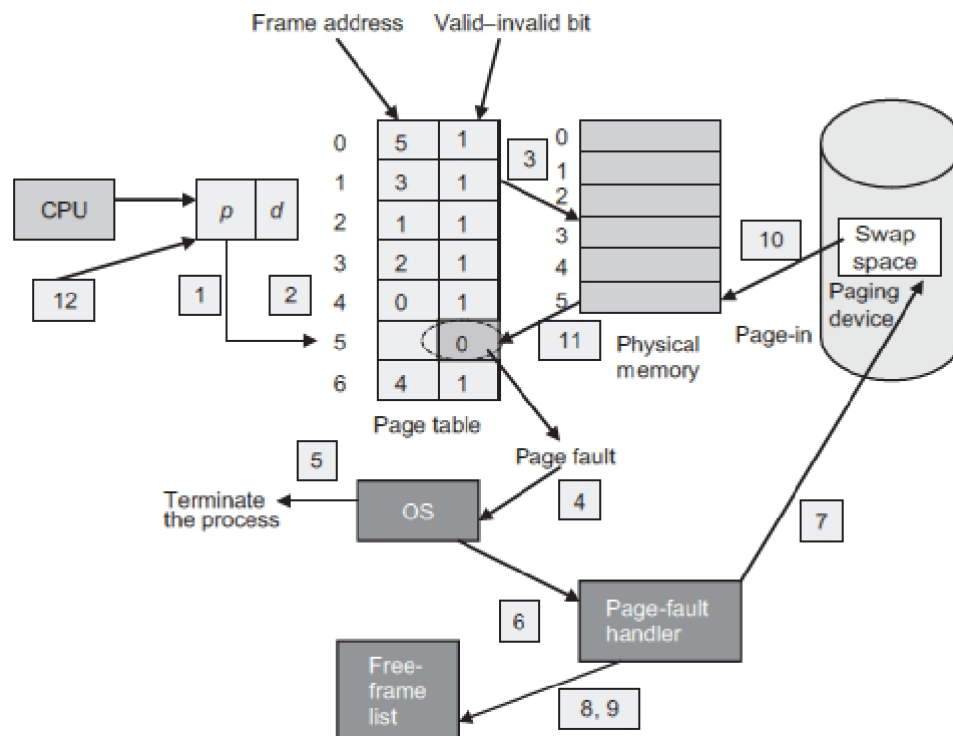 Frame address
Valid–invalid bit
0 5 1
1 3 1
2 1 1
3 2 1
4 0 1
5 0
6 4 1
Page table
CPU
p d
12
1
2
3
0
1
2
3
4
5
Physical
memory
10
11
Swap
space
Paging
device
Page-in
Page fault
5
4
Terminate
the process
OS
7
6
Page-fault
handler
Free-
frame
list
8, 9